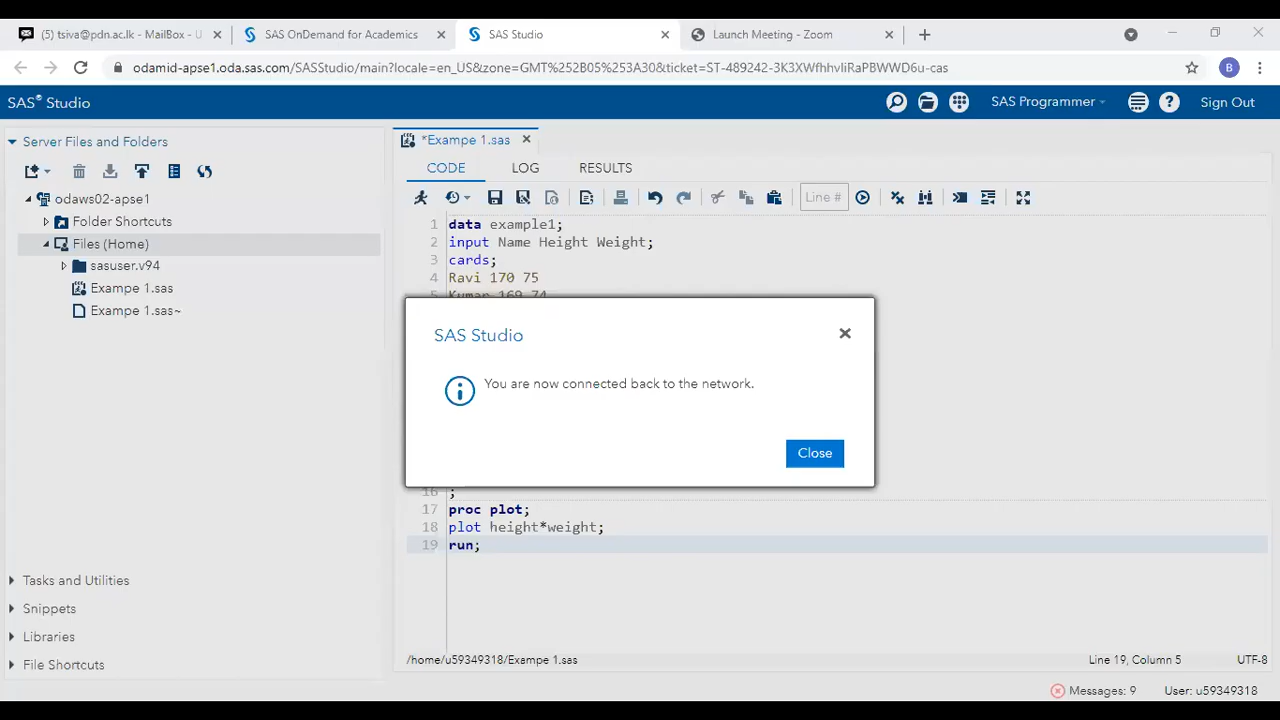 (5) tsiva@pdn.ac.lk - MailBox - U
SAS OnDemand for Academics
SAS Studio
Launch Meeting - Zoom
odamid-apse1.oda.sas.com/SASStudio/main?locale=en_US&zone=GMT%252B05%253A30&ticket=ST-489242-3K3XWfhhvIiRaPBWWD6u-cas
B
SAS® Studio
SAS Programmer
Sign Out
Server Files and Folders
*Exampe 1.sas
CODE LOG RESULTS
Line #
odaws02-apse1
Folder Shortcuts
Files (Home)
sasuser.v94
Exampe 1.sas
Exampe 1.sas~
1 data example1;
2 input Name Height Weight;
3 cards;
4 Ravi 170 75
5 Kumar 169 74
SAS Studio
You are now connected back to the network.
Close
16 ;
17 proc plot;
18 plot height*weight;
19 run;
Tasks and Utilities
Snippets
Libraries
File Shortcuts
/home/u59349318/Exampe 1.sas
Line 19, Column 5
UTF-8
Messages: 9
User: u59349318